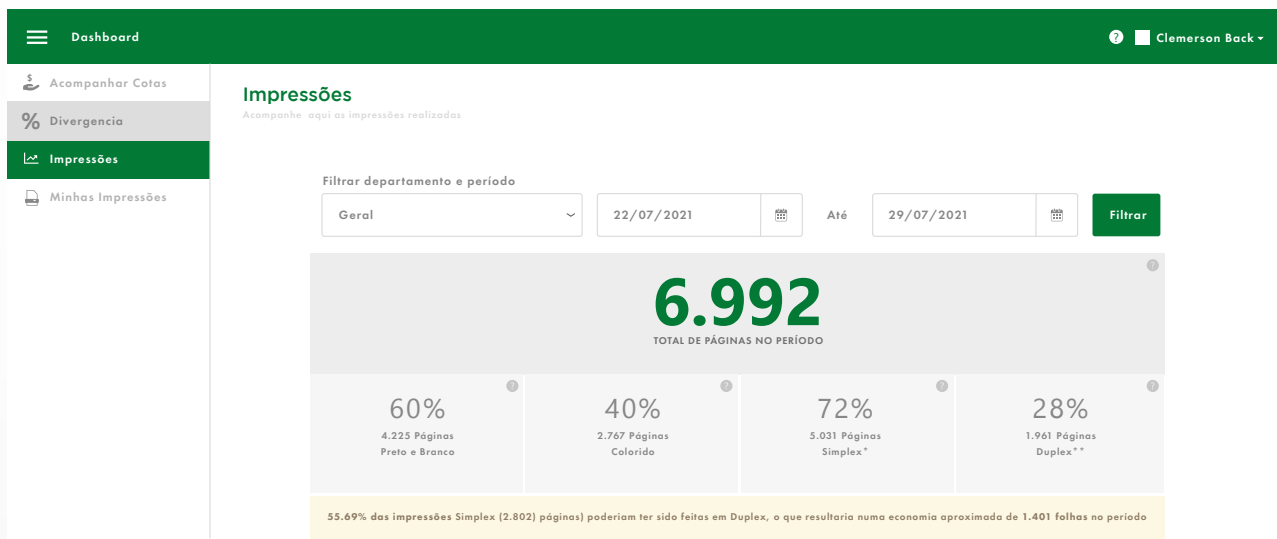 Dashboard
? Clemerson Back
Acompanhar Cotas
Divergencia
Impressões
Minhas Impressões
Impressões
Acompanhe aqui as impressões realizadas
Filtrar departamento e período
Geral 22/07/2021 Até 29/07/2021 Filtrar
?
6.992
TOTAL DE PÁGINAS NO PERÍODO
? ? ? ?
60% 40% 72% 28%
4.225 Páginas 2.767 Páginas 5.031 Páginas 1.961 Páginas
Preto e Branco Colorido Simplex* Duplex**
55.69% das impressões Simplex (2.802) páginas) poderiam ter sido feitas em Duplex, o que resultaria numa economia aproximada de 1.401 folhas no período